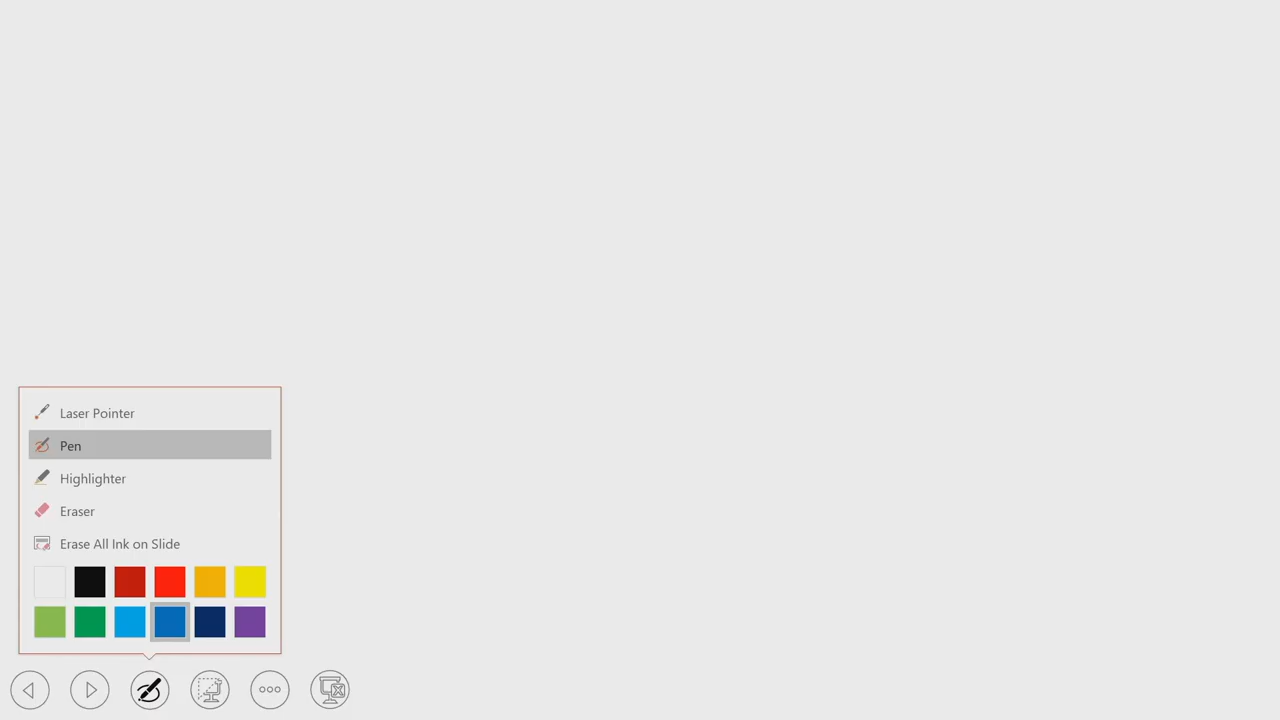 Laser Pointer
Pen
Highlighter
Eraser
Erase All Ink on Slide